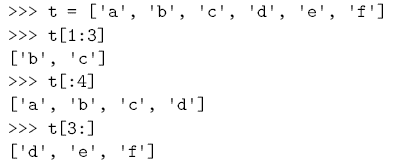 >>> t = ['a', 'b', 'c', 'd', 'e', 'f']
>>> t[1:3]
['b', 'c']
>>> t[:4]
['a', 'b', 'c', 'd']
>>> t[3:]
['d', 'e', 'f']